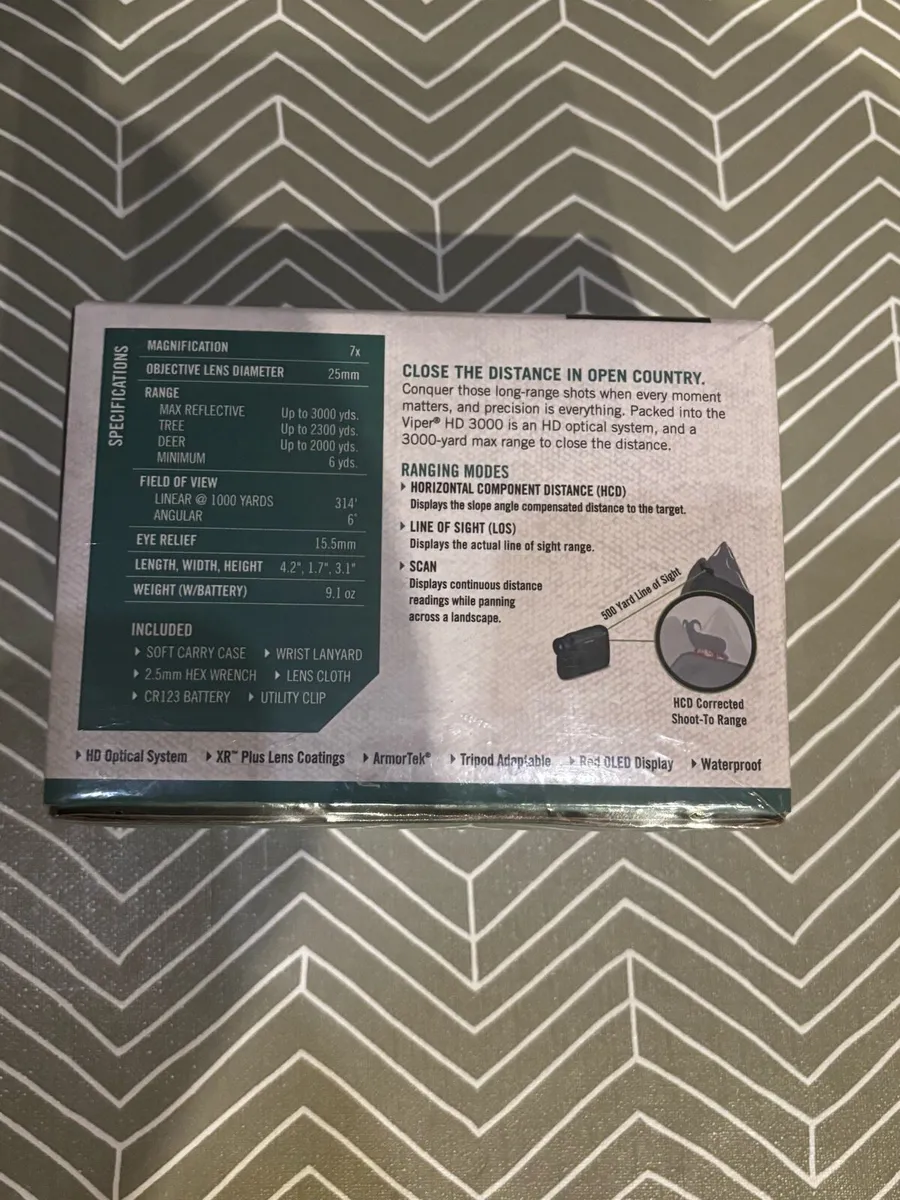 SPECIFICATIONS
MAGNIFICATION 7x
OBJECTIVE LENS DIAMETER 25mm
RANGE
MAX REFLECTIVE Up to 3000 yds.
TREE Up to 2300 yds.
DEER Up to 2000 yds.
MINIMUM 6 yds.
FIELD OF VIEW
LINEAR @ 1000 YARDS 314'
ANGULAR 6°
EYE RELIEF 15.5mm
LENGTH, WIDTH, HEIGHT 4.2", 1.7", 3.1"
WEIGHT (W/BATTERY) 9.1 oz
INCLUDED
SOFT CARRY CASE WRIST LANYARD
2.5mm HEX WRENCH LENS CLOTH
CR123 BATTERY UTILITY CLIP
CLOSE THE DISTANCE IN OPEN COUNTRY.
Conquer those long-range shots when every moment
matters, and precision is everything. Packed into the
Viper® HD 3000 is an HD optical system, and a
3000-yard max range to close the distance.
RANGING MODES
HORIZONTAL COMPONENT DISTANCE (HCD)
Displays the slope angle compensated distance to the target.
LINE OF SIGHT (LOS)
Displays the actual line of sight range.
SCAN
Displays continuous distance
readings while panning
across a landscape.
500 Yard Line of Sight
HCD Corrected
Shoot-To Range
HD Optical System XR™ Plus Lens Coatings ArmorTek® Tripod Adaptable Red OLED Display Waterproof